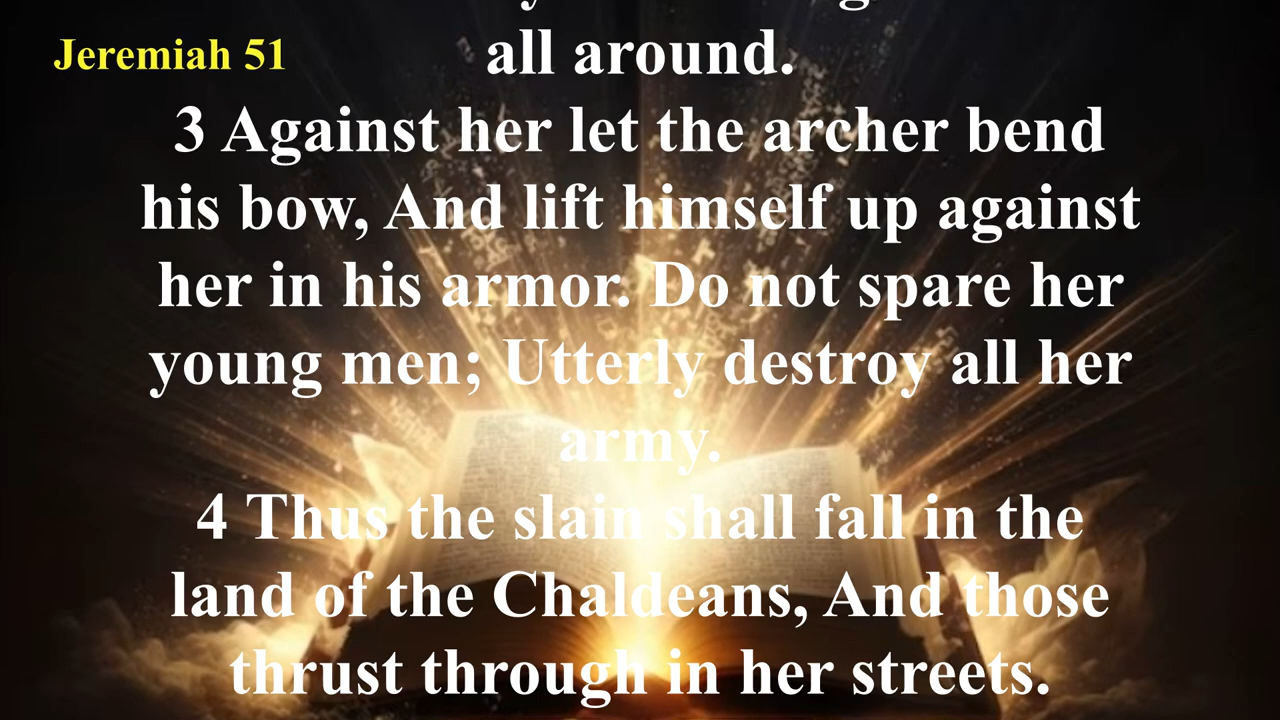 Jeremiah 51
all around.
3 Against her let the archer bend
his bow, And lift himself up against
her in his armor. Do not spare her
young men; Utterly destroy all her
army.
4 Thus the slain shall fall in the
land of the Chaldeans, And those
thrust through in her streets.